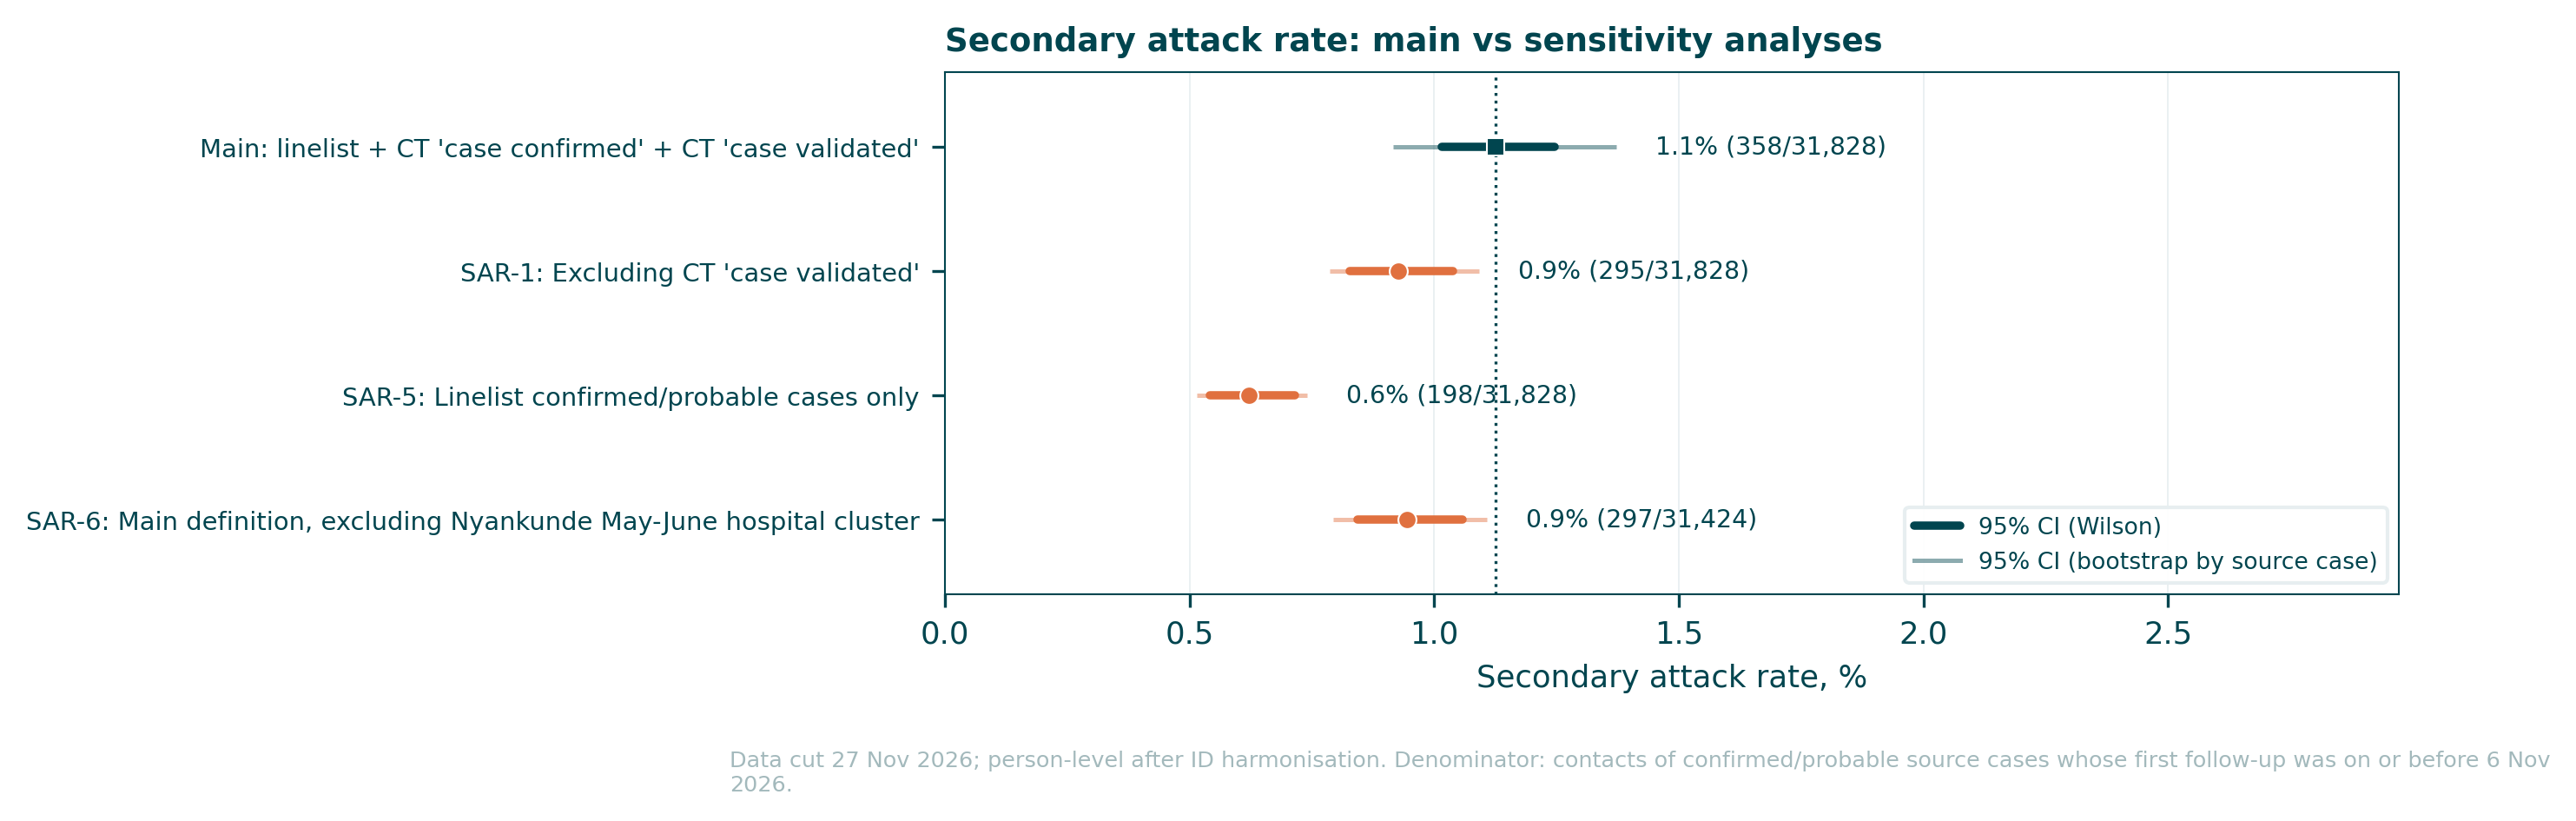 Secondary attack rate: main vs sensitivity analyses
Main: linelist + CT 'case confirmed' + CT 'case validated'
1.1% (358/31,828)
SAR-1: Excluding CT 'case validated'
0.9% (295/31,828)
SAR-5: Linelist confirmed/probable cases only
0.6% (198/31,828)
SAR-6: Main definition, excluding Nyankunde May-June hospital cluster
0.9% (297/31,424)
95% CI (Wilson)
95% CI (bootstrap by source case)
0.0 0.5 1.0 1.5 2.0 2.5
Secondary attack rate, %
Data cut 27 Nov 2026; person-level after ID harmonisation. Denominator: contacts of confirmed/probable source cases whose first follow-up was on or before 6 Nov
2026.